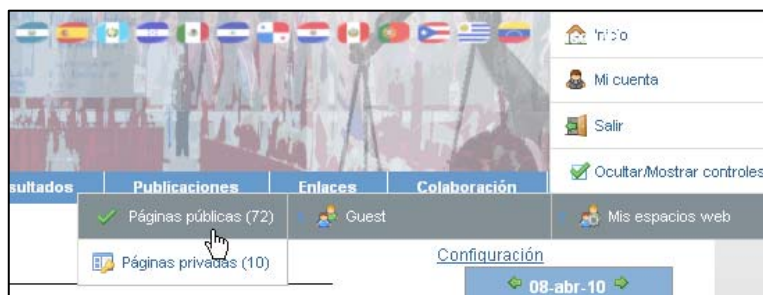 Inicio
Mi cuenta
Salir
Ocultar/Mostrar controles
sultados Publicaciones Enlaces Colaboración
Páginas públicas (72) Guest Mis espacios web
Páginas privadas (10)
Configuración
08-abr-10